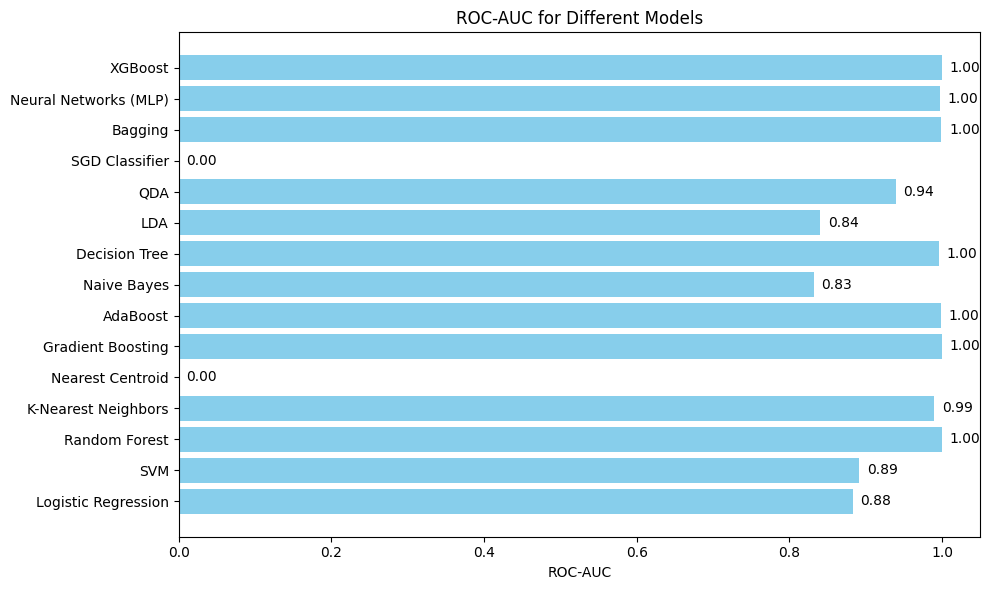 ROC-AUC for Different Models
XGBoost 1.00
Neural Networks (MLP) 1.00
Bagging 1.00
SGD Classifier 0.00
QDA 0.94
LDA 0.84
Decision Tree 1.00
Naive Bayes 0.83
AdaBoost 1.00
Gradient Boosting 1.00
Nearest Centroid 0.00
K-Nearest Neighbors 0.99
Random Forest 1.00
SVM 0.89
Logistic Regression 0.88
0.0 0.2 0.4 0.6 0.8 1.0
ROC-AUC